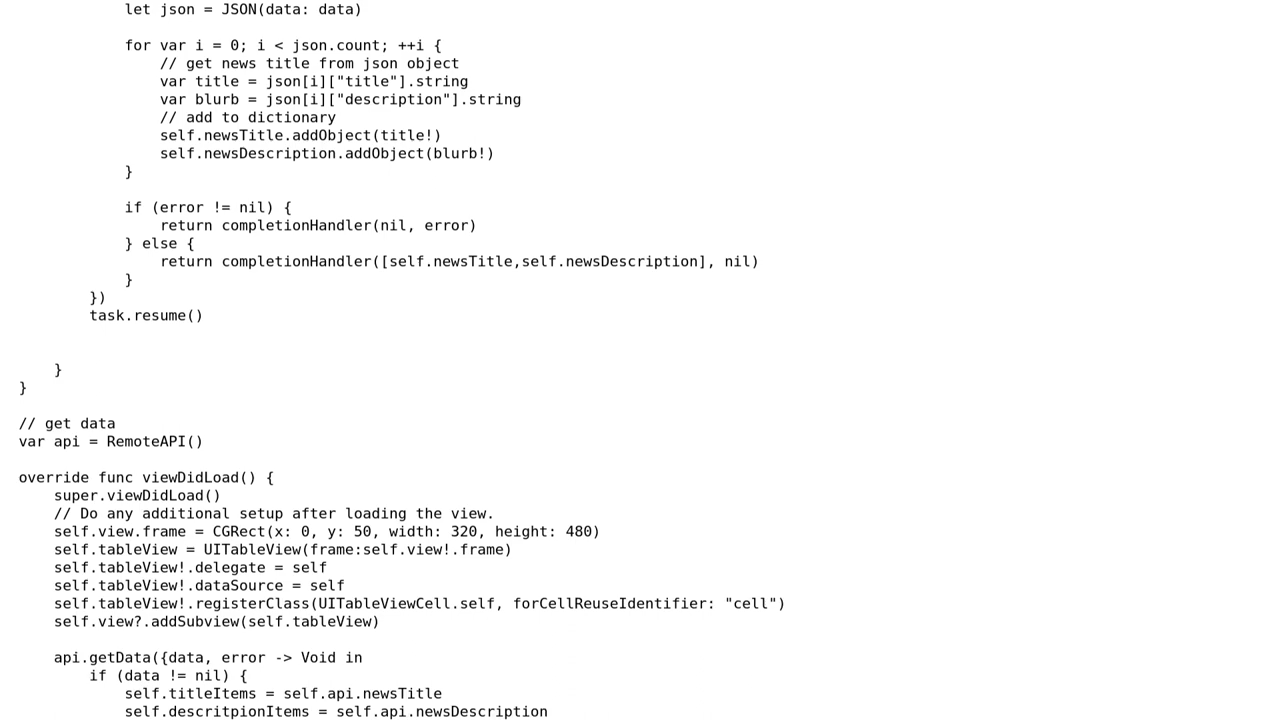 let json = JSON(data: data)
for var i = 0; i < json.count; ++i {
// get news title from json object
var title = json[i]["title"].string
var blurb = json[i]["description"].string
// add to dictionary
self.newsTitle.addObject(title!)
self.newsDescription.addObject(blurb!)
}
if (error != nil) {
return completionHandler(nil, error)
} else {
return completionHandler([self.newsTitle,self.newsDescription], nil)
}
})
task.resume()
}
}
// get data
var api = RemoteAPI()
override func viewDidLoad() {
super.viewDidLoad()
// Do any additional setup after loading the view.
self.view.frame = CGRect(x: 0, y: 50, width: 320, height: 480)
self.tableView = UITableView(frame:self.view!.frame)
self.tableView!.delegate = self
self.tableView!.dataSource = self
self.tableView!.registerClass(UITableViewCell.self, forCellReuseIdentifier: "cell")
self.view?.addSubview(self.tableView)
api.getData({data, error -> Void in
if (data != nil) {
self.titleItems = self.api.newsTitle
self.descritpionItems = self.api.newsDescription